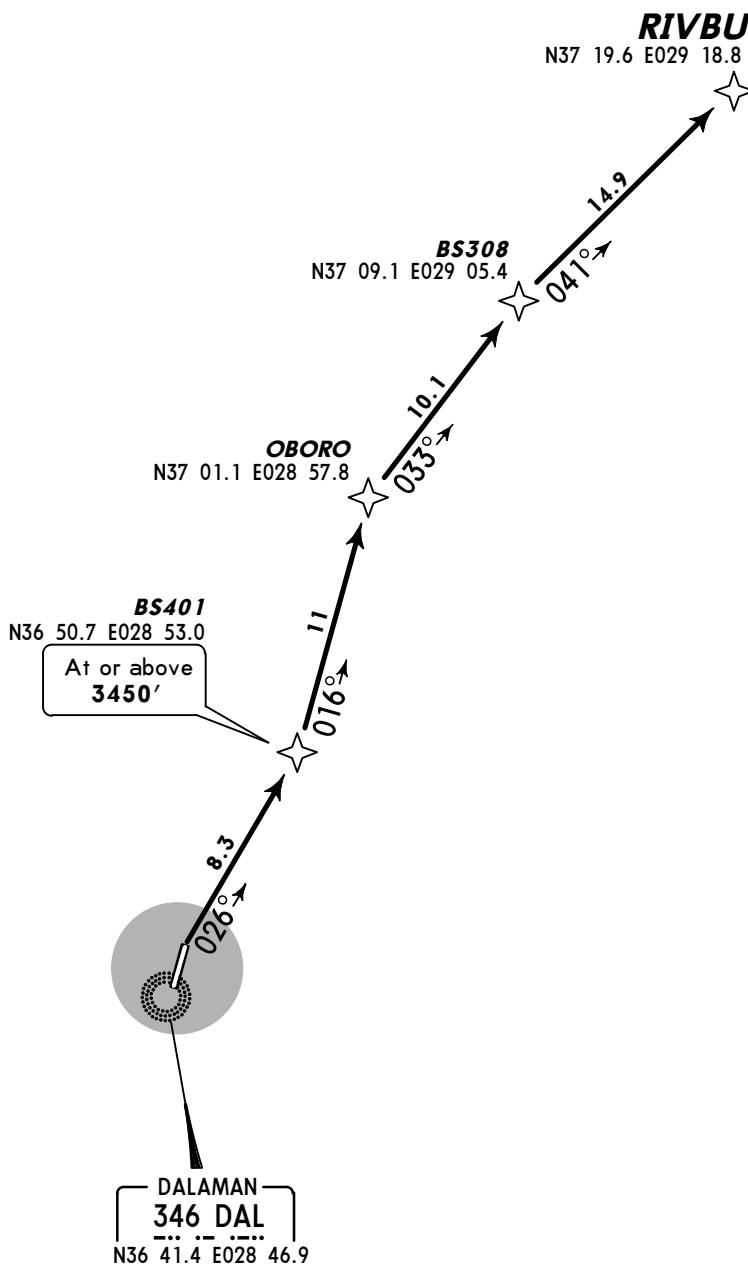 RIVBU
N37 19.6 E029 18.8
14.9
041°
BS308
N37 09.1 E029 05.4
10.1
033°
OBORO
N37 01.1 E028 57.8
11
016°
BS401
N36 50.7 E028 53.0
At or above
3450'
8.3
026°
DALAMAN
346 DAL
N36 41.4 E028 46.9